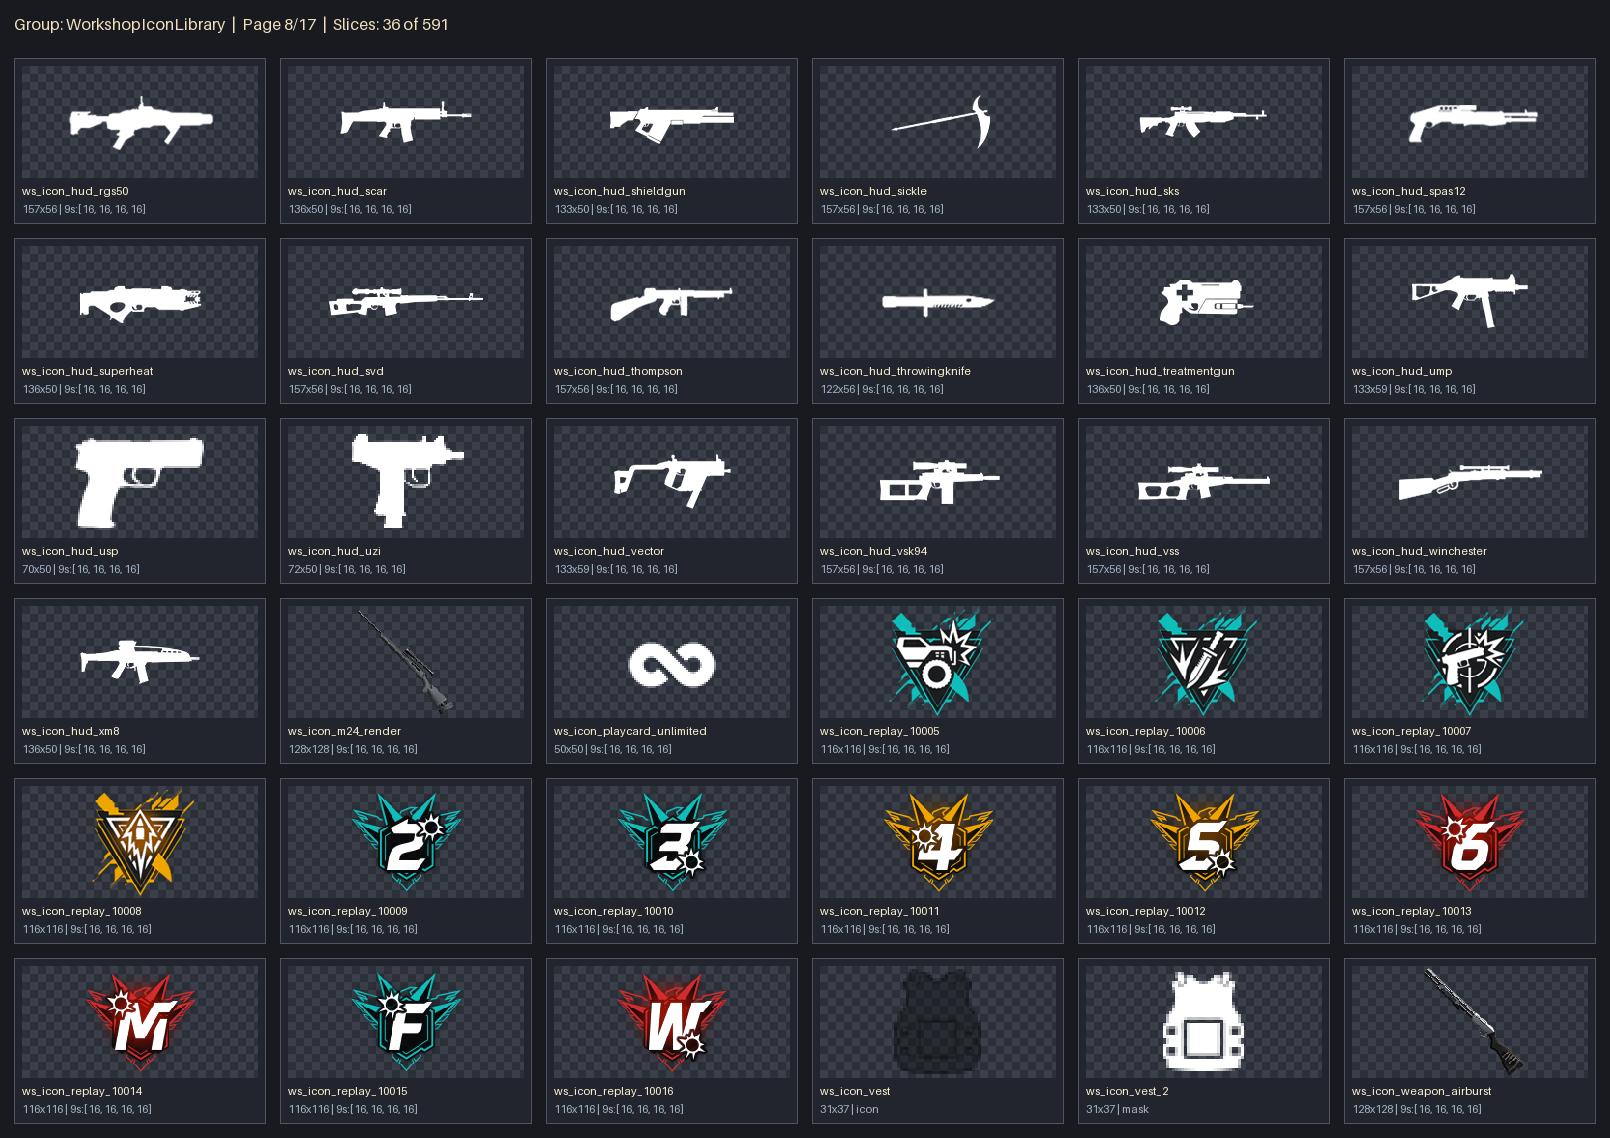 Group: WorkshopIconLibrary | Page 8/17 | Slices: 36 of 591
ws_icon_hud_rgs50
157x56 | 9s:[16, 16, 16, 16]
ws_icon_hud_scar
136x50 | 9s:[16, 16, 16, 16]
ws_icon_hud_shieldgun
133x50 | 9s:[16, 16, 16, 16]
ws_icon_hud_sickle
157x56 | 9s:[16, 16, 16, 16]
ws_icon_hud_sks
133x50 | 9s:[16, 16, 16, 16]
ws_icon_hud_spas12
157x56 | 9s:[16, 16, 16, 16]
ws_icon_hud_superheat
136x50 | 9s:[16, 16, 16, 16]
ws_icon_hud_svd
157x56 | 9s:[16, 16, 16, 16]
ws_icon_hud_thompson
157x56 | 9s:[16, 16, 16, 16]
ws_icon_hud_throwingknife
122x56 | 9s:[16, 16, 16, 16]
ws_icon_hud_treatmentgun
136x50 | 9s:[16, 16, 16, 16]
ws_icon_hud_ump
133x59 | 9s:[16, 16, 16, 16]
ws_icon_hud_usp
70x50 | 9s:[16, 16, 16, 16]
ws_icon_hud_uzi
72x50 | 9s:[16, 16, 16, 16]
ws_icon_hud_vector
133x59 | 9s:[16, 16, 16, 16]
ws_icon_hud_vsk94
157x56 | 9s:[16, 16, 16, 16]
ws_icon_hud_vss
157x56 | 9s:[16, 16, 16, 16]
ws_icon_hud_winchester
157x56 | 9s:[16, 16, 16, 16]
ws_icon_hud_xm8
136x50 | 9s:[16, 16, 16, 16]
ws_icon_m24_render
128x128 | 9s:[16, 16, 16, 16]
ws_icon_playcard_unlimited
50x50 | 9s:[16, 16, 16, 16]
ws_icon_replay_10005
116x116 | 9s:[16, 16, 16, 16]
ws_icon_replay_10006
116x116 | 9s:[16, 16, 16, 16]
ws_icon_replay_10007
116x116 | 9s:[16, 16, 16, 16]
ws_icon_replay_10008
116x116 | 9s:[16, 16, 16, 16]
2
ws_icon_replay_10009
116x116 | 9s:[16, 16, 16, 16]
3
ws_icon_replay_10010
116x116 | 9s:[16, 16, 16, 16]
4
ws_icon_replay_10011
116x116 | 9s:[16, 16, 16, 16]
5
ws_icon_replay_10012
116x116 | 9s:[16, 16, 16, 16]
6
ws_icon_replay_10013
116x116 | 9s:[16, 16, 16, 16]
M
ws_icon_replay_10014
116x116 | 9s:[16, 16, 16, 16]
F
ws_icon_replay_10015
116x116 | 9s:[16, 16, 16, 16]
W
ws_icon_replay_10016
116x116 | 9s:[16, 16, 16, 16]
ws_icon_vest
31x37 | icon
ws_icon_vest_2
31x37 | mask
ws_icon_weapon_airburst
128x128 | 9s:[16, 16, 16, 16]